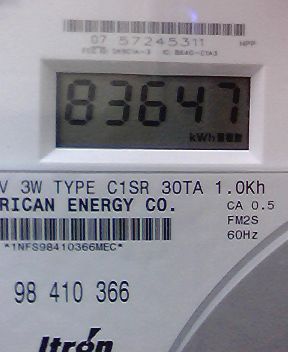 07 57245311 NPP
83647
kWh
V 3W TYPE C1SR 30TA 1.0Kh
RICAN ENERGY CO. CA 0.5
FM2S
*1NFS98410366MEC* 60Hz
98 410 366
Itron